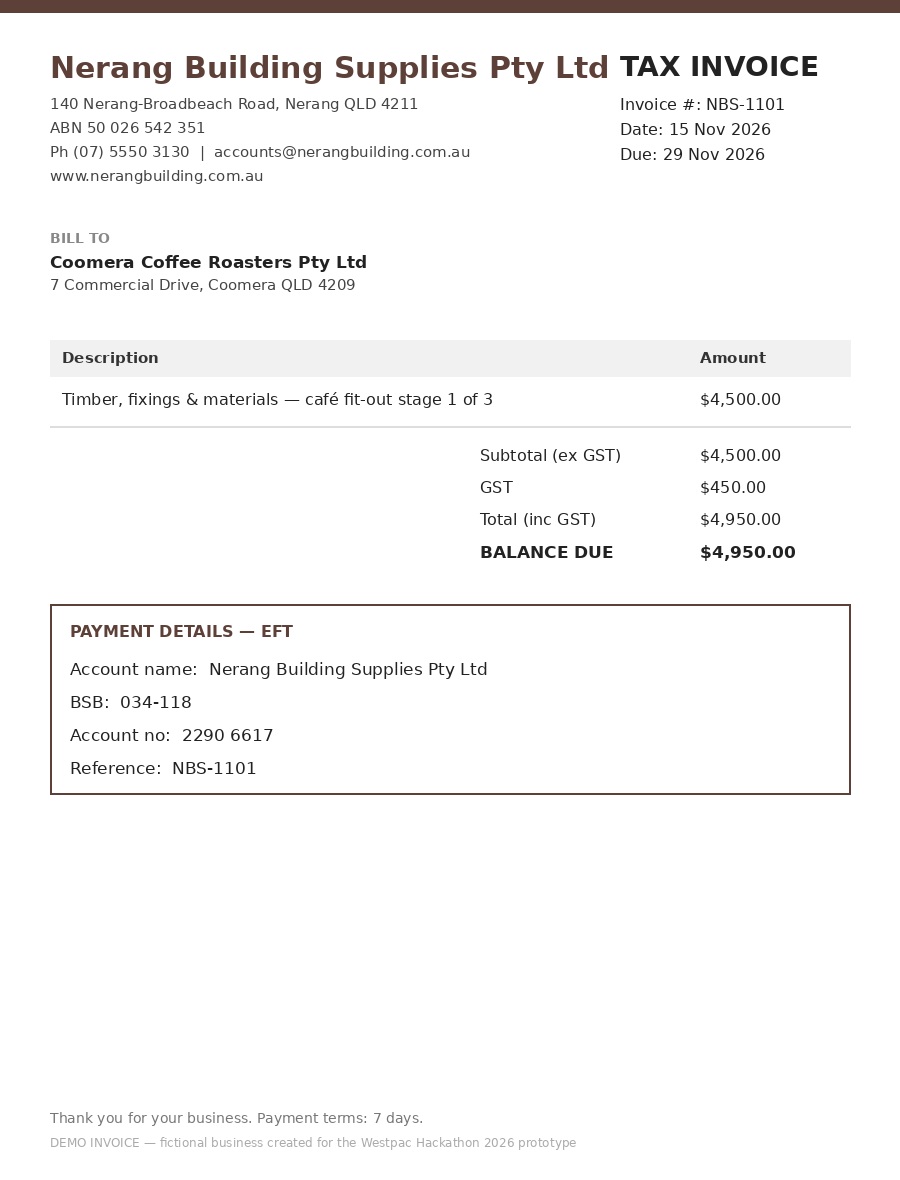 Nerang Building Supplies Pty Ltd
TAX INVOICE
140 Nerang-Broadbeach Road, Nerang QLD 4211
ABN 50 026 542 351
Ph (07) 5550 3130 | accounts@nerangbuilding.com.au
www.nerangbuilding.com.au
Invoice #: NBS-1101
Date: 15 Nov 2026
Due: 29 Nov 2026
BILL TO
Coomera Coffee Roasters Pty Ltd
7 Commercial Drive, Coomera QLD 4209
Description Amount
Timber, fixings & materials — café fit-out stage 1 of 3 $4,500.00
Subtotal (ex GST) $4,500.00
GST $450.00
Total (inc GST) $4,950.00
BALANCE DUE $4,950.00
PAYMENT DETAILS — EFT
Account name: Nerang Building Supplies Pty Ltd
BSB: 034-118
Account no: 2290 6617
Reference: NBS-1101
Thank you for your business. Payment terms: 7 days.
DEMO INVOICE — fictional business created for the Westpac Hackathon 2026 prototype